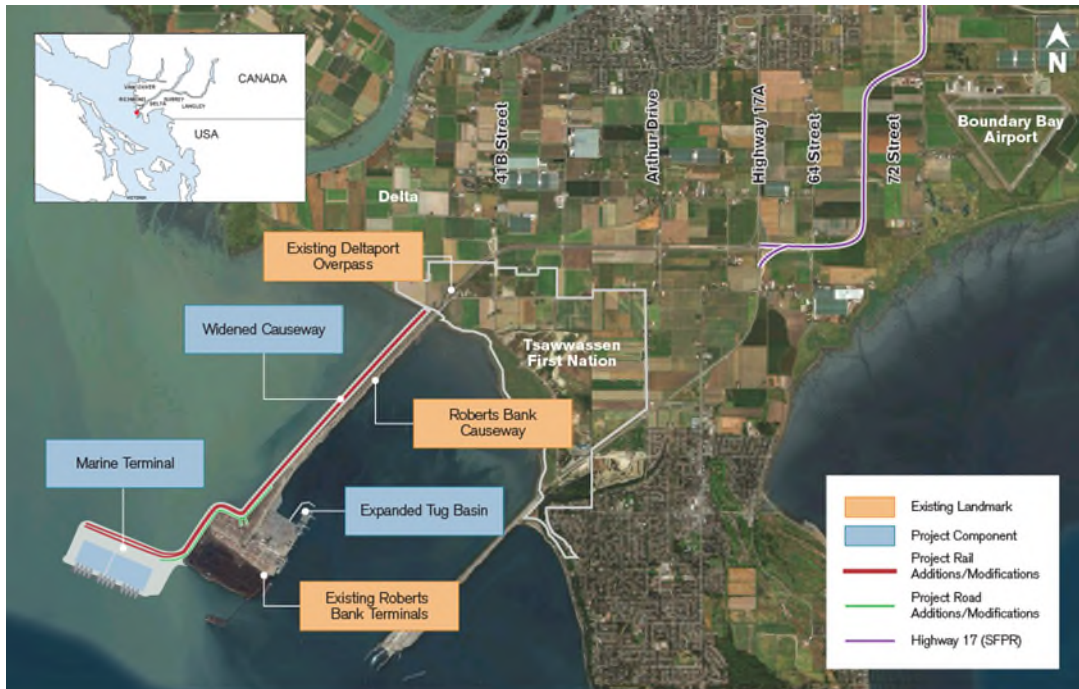 CANADA
VANCOUVER
RICHMOND
DELTA
SURREY
LANGLEY
USA
VICTORIA
N
41B Street
Arthur Drive
Highway 17A
64 Street
72 Street
Boundary Bay
Airport
Delta
Existing Deltaport
Overpass
Widened Causeway
Tsawwassen
First Nation
Roberts Bank
Causeway
Marine Terminal
Expanded Tug Basin
Existing Roberts
Bank Terminals
Existing Landmark
Project Component
Project Rail
Additions/Modifications
Project Road
Additions/Modifications
Highway 17 (SFPR)